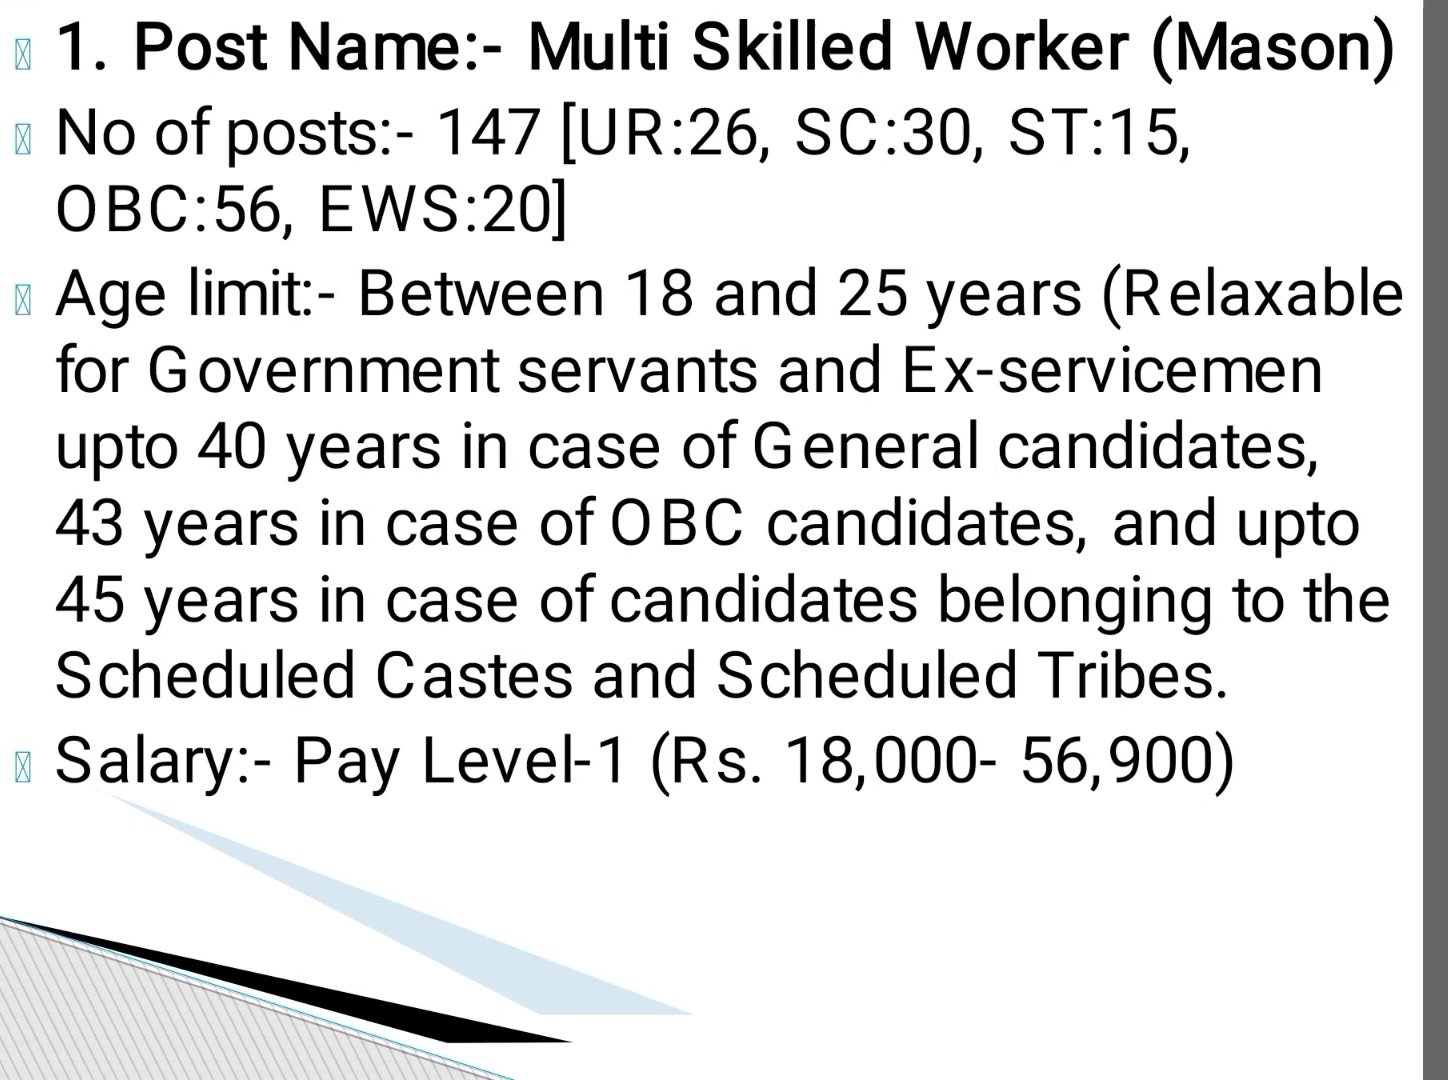 1. Post Name:- Multi Skilled Worker (Mason)
No of posts:- 147 [UR:26, SC:30, ST:15,
OBC:56, EWS:20]
Age limit:- Between 18 and 25 years (Relaxable
for Government servants and Ex-servicemen
upto 40 years in case of General candidates,
43 years in case of OBC candidates, and upto
45 years in case of candidates belonging to the
Scheduled Castes and Scheduled Tribes.
Salary:- Pay Level-1 (Rs. 18,000- 56,900)